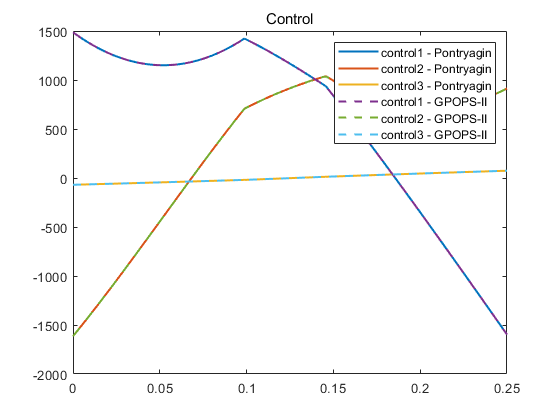 Control
1500
1000
500
0
-500
-1000
-1500
-2000
0
0.05
0.1
0.15
0.2
0.25
control1 - Pontryagin
control2 - Pontryagin
control3 - Pontryagin
control1 - GPOPS-II
control2 - GPOPS-II
control3 - GPOPS-II